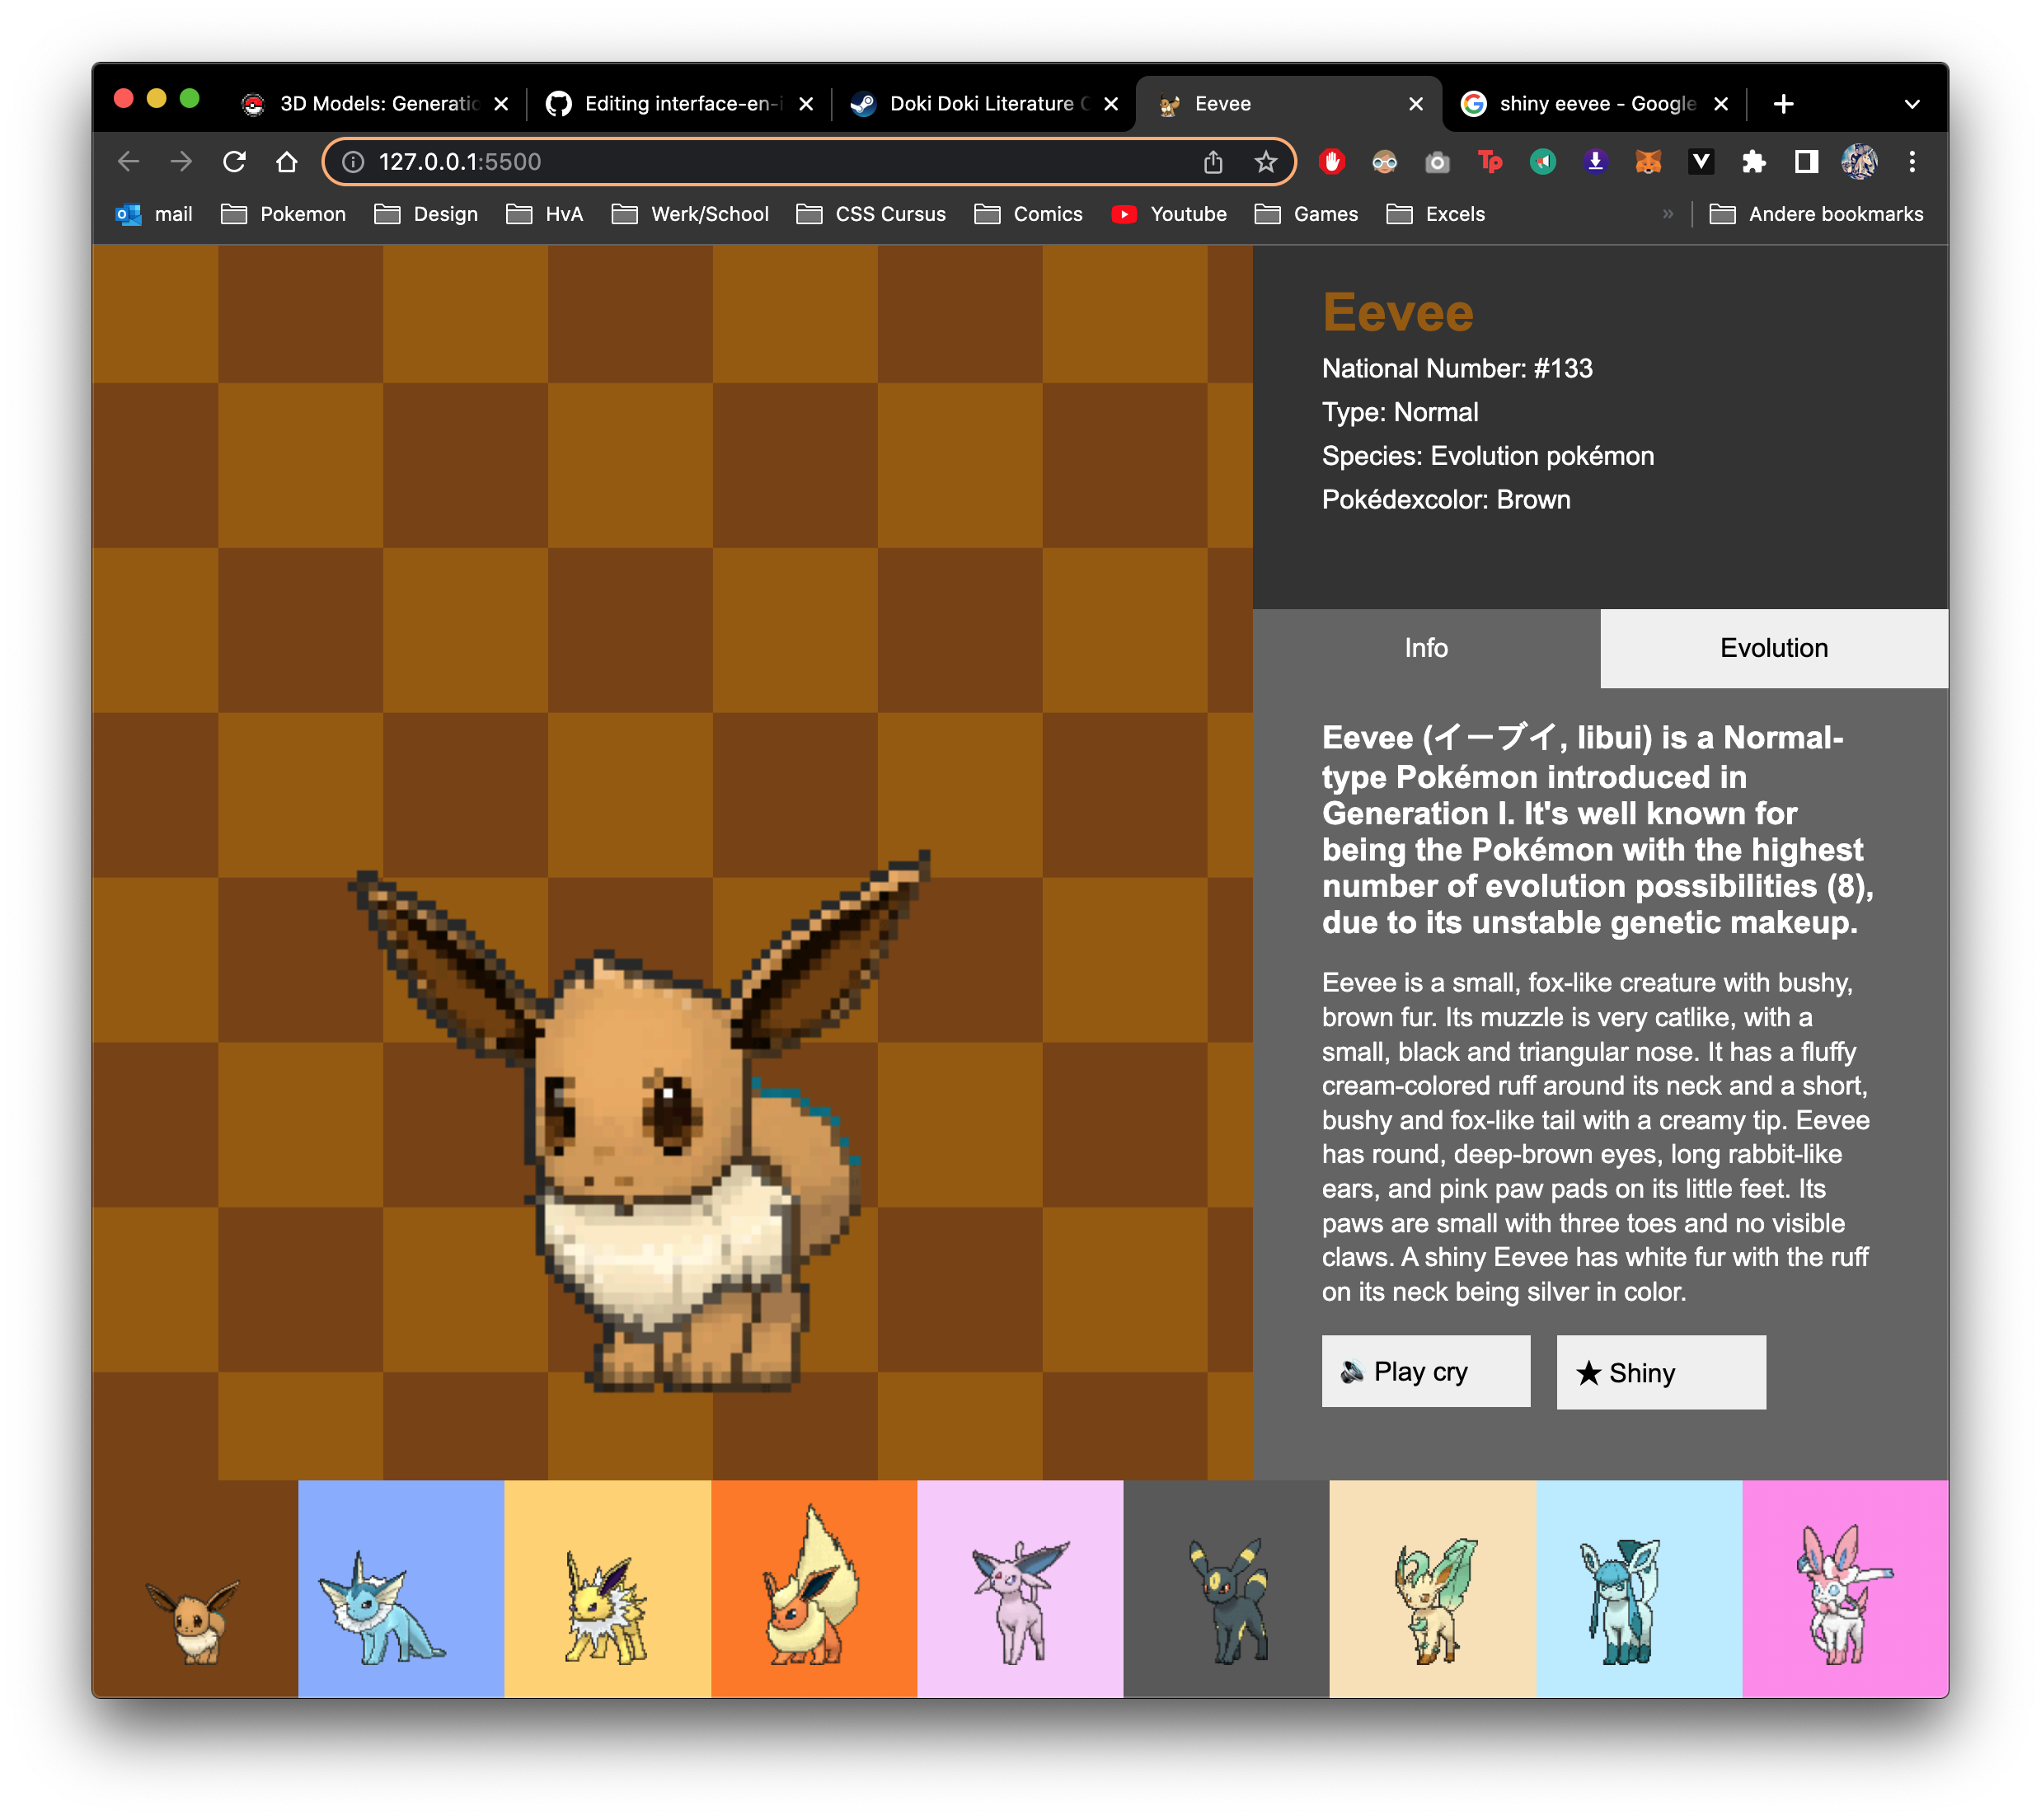 3D Models: Generatio
Editing interface-en-i
Doki Doki Literature C
Eevee
shiny eevee - Google
127.0.0.1:5500
Tp
V
mail
Pokemon
Design
HvA
Werk/School
CSS Cursus
Comics
Youtube
Games
Excels
»
Andere bookmarks
Eevee
National Number: #133
Type: Normal
Species: Evolution pokémon
Pokédexcolor: Brown
Info
Evolution
Eevee (イーブイ, Iibui) is a Normal-
type Pokémon introduced in
Generation I. It's well known for
being the Pokémon with the highest
number of evolution possibilities (8),
due to its unstable genetic makeup.
Eevee is a small, fox-like creature with bushy,
brown fur. Its muzzle is very catlike, with a
small, black and triangular nose. It has a fluffy
cream-colored ruff around its neck and a short,
bushy and fox-like tail with a creamy tip. Eevee
has round, deep-brown eyes, long rabbit-like
ears, and pink paw pads on its little feet. Its
paws are small with three toes and no visible
claws. A shiny Eevee has white fur with the ruff
on its neck being silver in color.
🔊 Play cry
★ Shiny